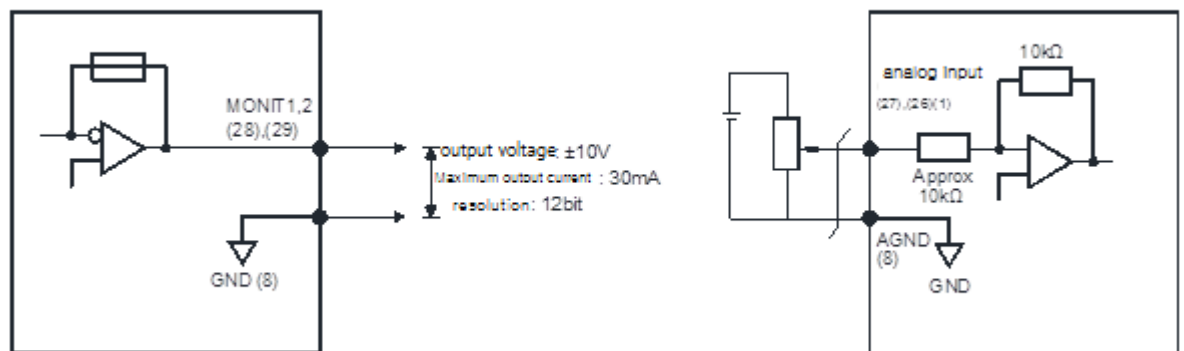 MONIT1,2
(28),(29)
output voltage: ±10V
Maximum output current : 30mA
resolution: 12bit
GND (8)
analog input
(27),(26)(1)
10kΩ
Approx
10kΩ
AGND
(8)
GND